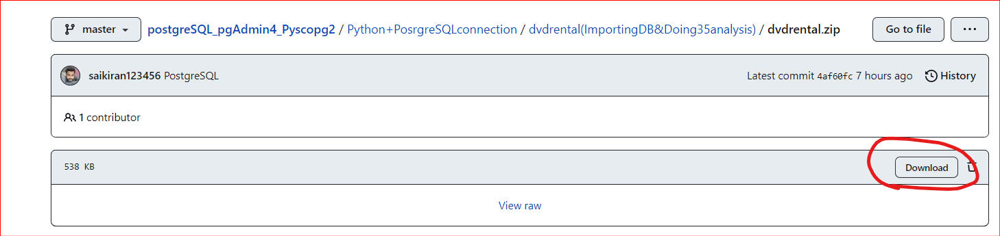 master postgreSQL_pgAdmin4_Pyscopg2 / Python+PosrgreSQLconnection / dvdrental(ImportingDB&Doing35analysis) / dvdrental.zip Go to file ...
saikiran123456 PostgreSQL Latest commit 4af60fc 7 hours ago History
1 contributor
538 KB Download
View raw